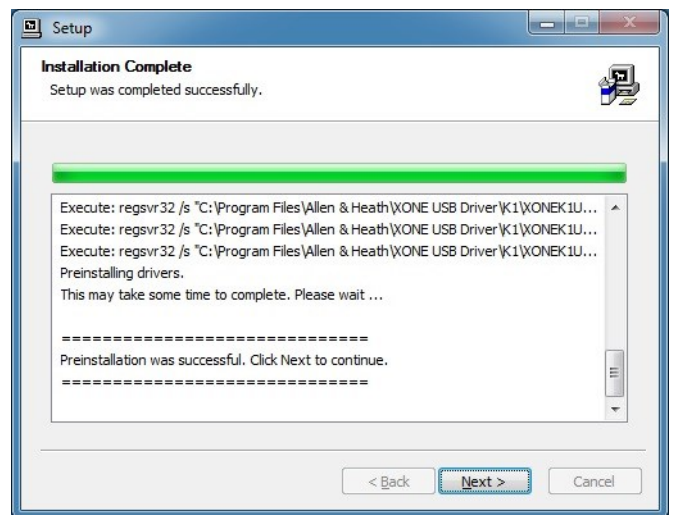 Setup
Installation Complete
Setup was completed successfully.
Execute: regsvr32 /s "C:\Program Files\Allen & Heath\XONE USB Driver\K1\XONEK1U...
Execute: regsvr32 /s "C:\Program Files\Allen & Heath\XONE USB Driver\K1\XONEK1U...
Execute: regsvr32 /s "C:\Program Files\Allen & Heath\XONE USB Driver\K1\XONEK1U...
Preinstalling drivers.
This may take some time to complete. Please wait ...
==============================
Preinstallation was successful. Click Next to continue.
==============================
< Back
Next >
Cancel